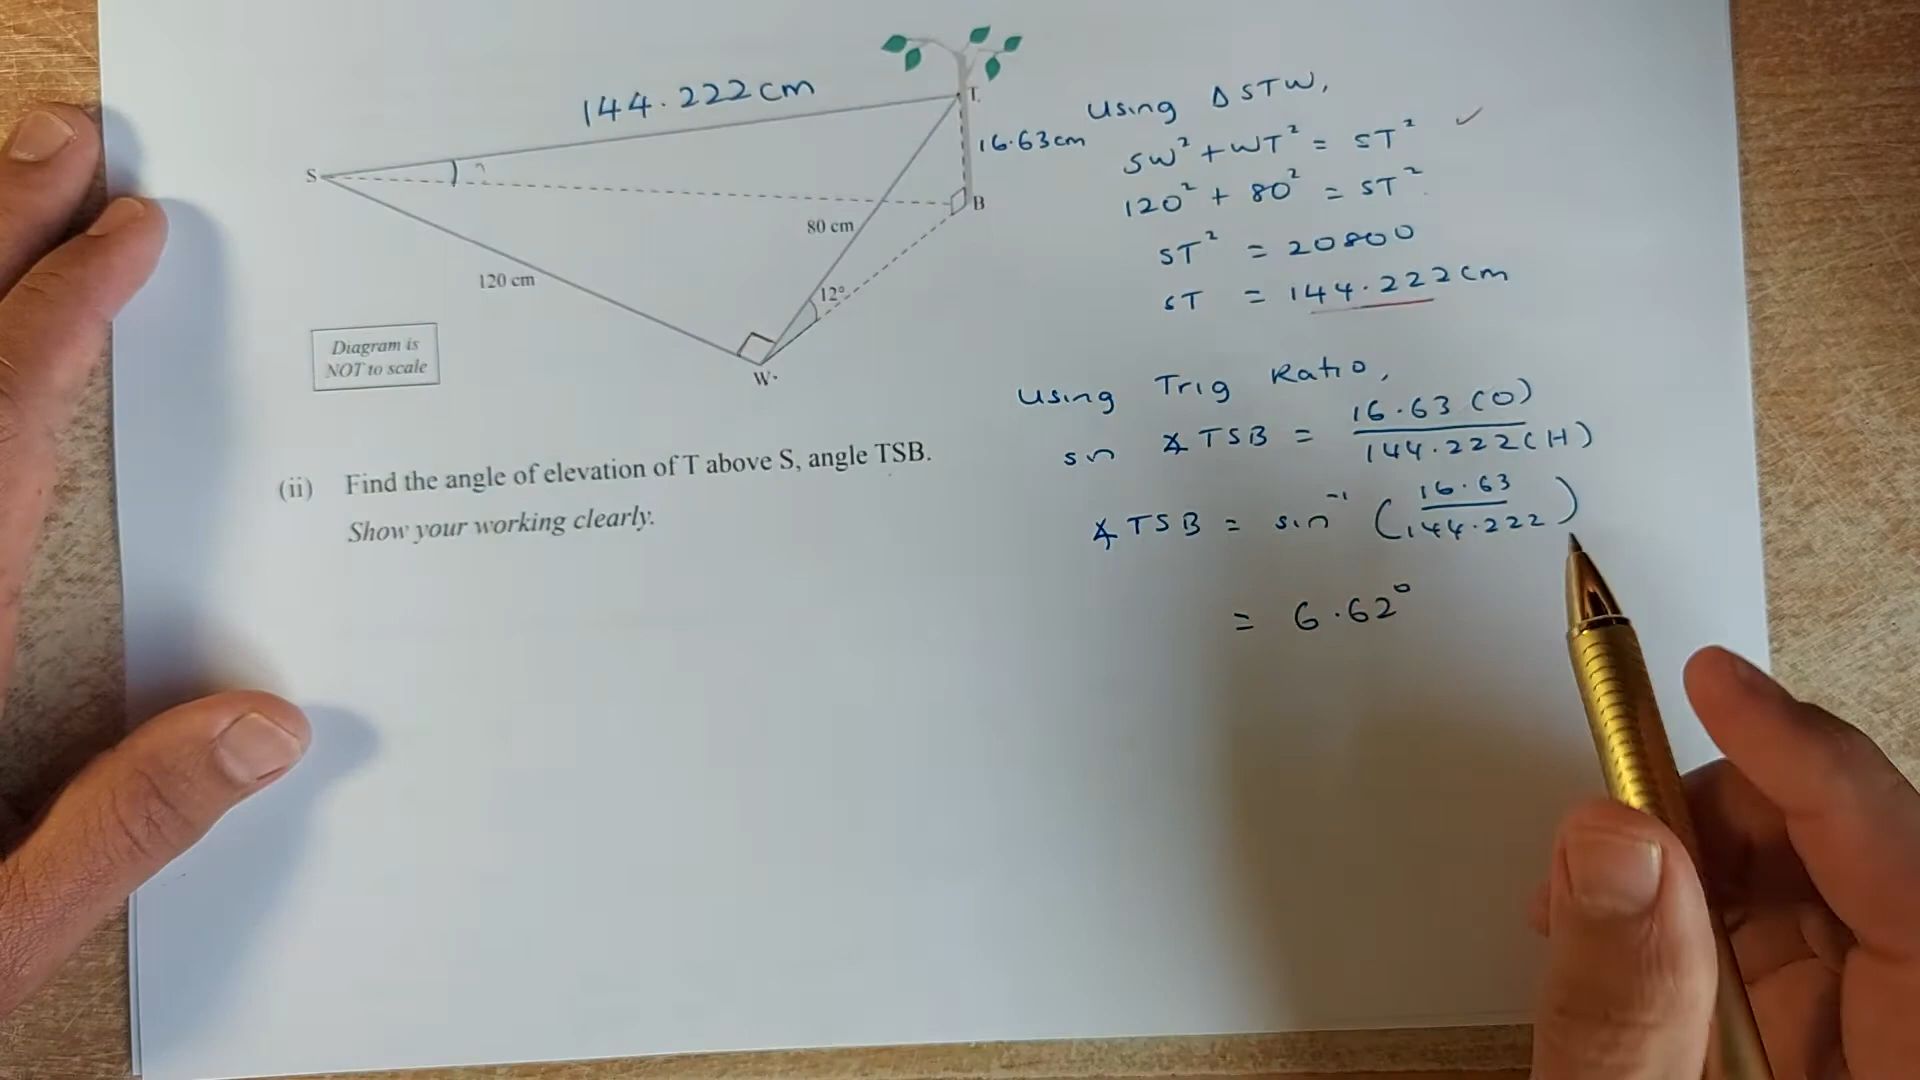 144.222cm
T.
16.63cm
S
?
B
80 cm
120 cm
12°
W.
Diagram is
NOT to scale
(ii) Find the angle of elevation of T above S, angle TSB.
Show your working clearly.
Using Δ STW,
SW² + WT² = ST² ✓
120² + 80² = ST²
ST² = 20800
ST = 144.222cm
Using Trig Ratio,
sin ∡ TSB = 16.63 (O) / 144.222 (H)
∡ TSB = sin⁻¹ (16.63 / 144.222)
= 6.62°